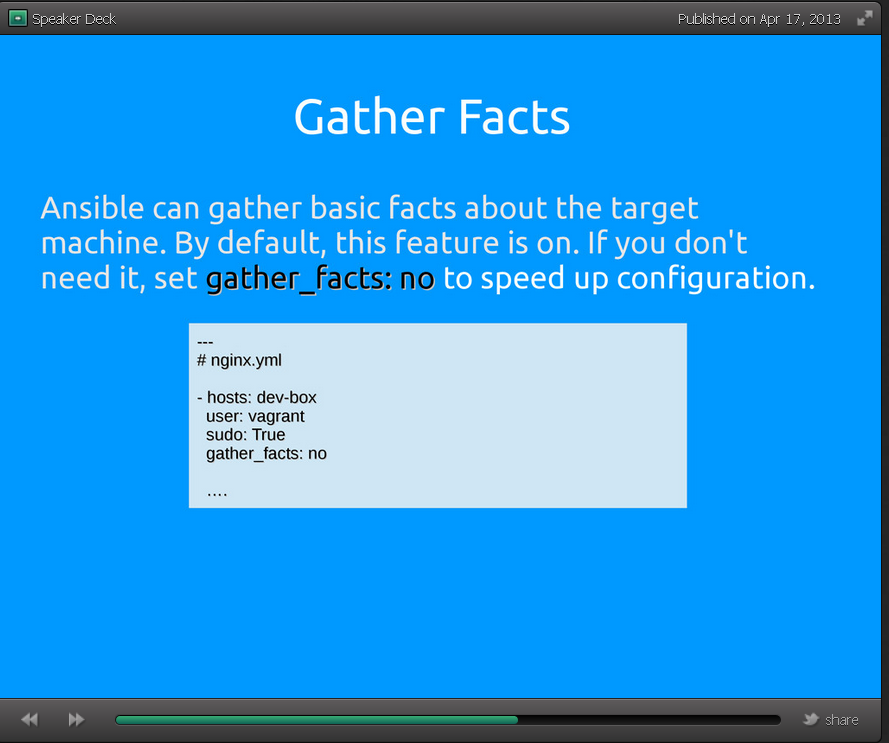 Speaker Deck
Published on Apr 17, 2013
Gather Facts
Ansible can gather basic facts about the target
machine. By default, this feature is on. If you don't
need it, set gather_facts: no to speed up configuration.
---
# nginx.yml
- hosts: dev-box
  user: vagrant
  sudo: True
  gather_facts: no
  ....
share